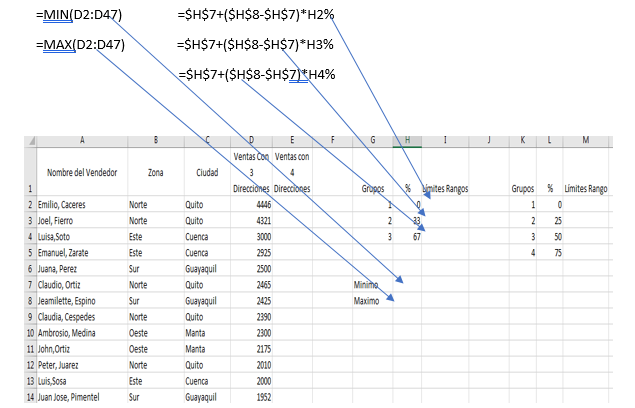 =MIN(D2:D47) =$H$7+($H$8-$H$7)*H2%
=MAX(D2:D47) =$H$7+($H$8-$H$7)*H3%
=$H$7+($H$8-$H$7)*H4%
A B C D E F G H I J K L M
Ventas Con Ventas con
Nombre del Vendedor Zona Ciudad 3 4
1 Direcciones Direcciones Grupos % Límites Rangos Grupos % Límites Rango
2 Emilio, Caceres Norte Quito 4446 1 0 1 0
3 Joel, Fierro Norte Quito 4321 2 33 2 25
4 Luisa,Soto Este Cuenca 3000 3 67 3 50
5 Emanuel, Zarate Este Cuenca 2925 4 75
6 Juana, Perez Sur Guayaquil 2500
7 Claudio, Ortiz Norte Quito 2465 Minimo
8 Jeamilette, Espino Sur Guayaquil 2425 Maximo
9 Claudia, Cespedes Norte Quito 2390
10 Ambrosio, Medina Oeste Manta 2300
11 John,Ortiz Oeste Manta 2175
12 Peter, Juarez Norte Quito 2010
13 Luis,Sosa Este Cuenca 2000
14 Juan Jose, Pimentel Sur Guayaquil 1952